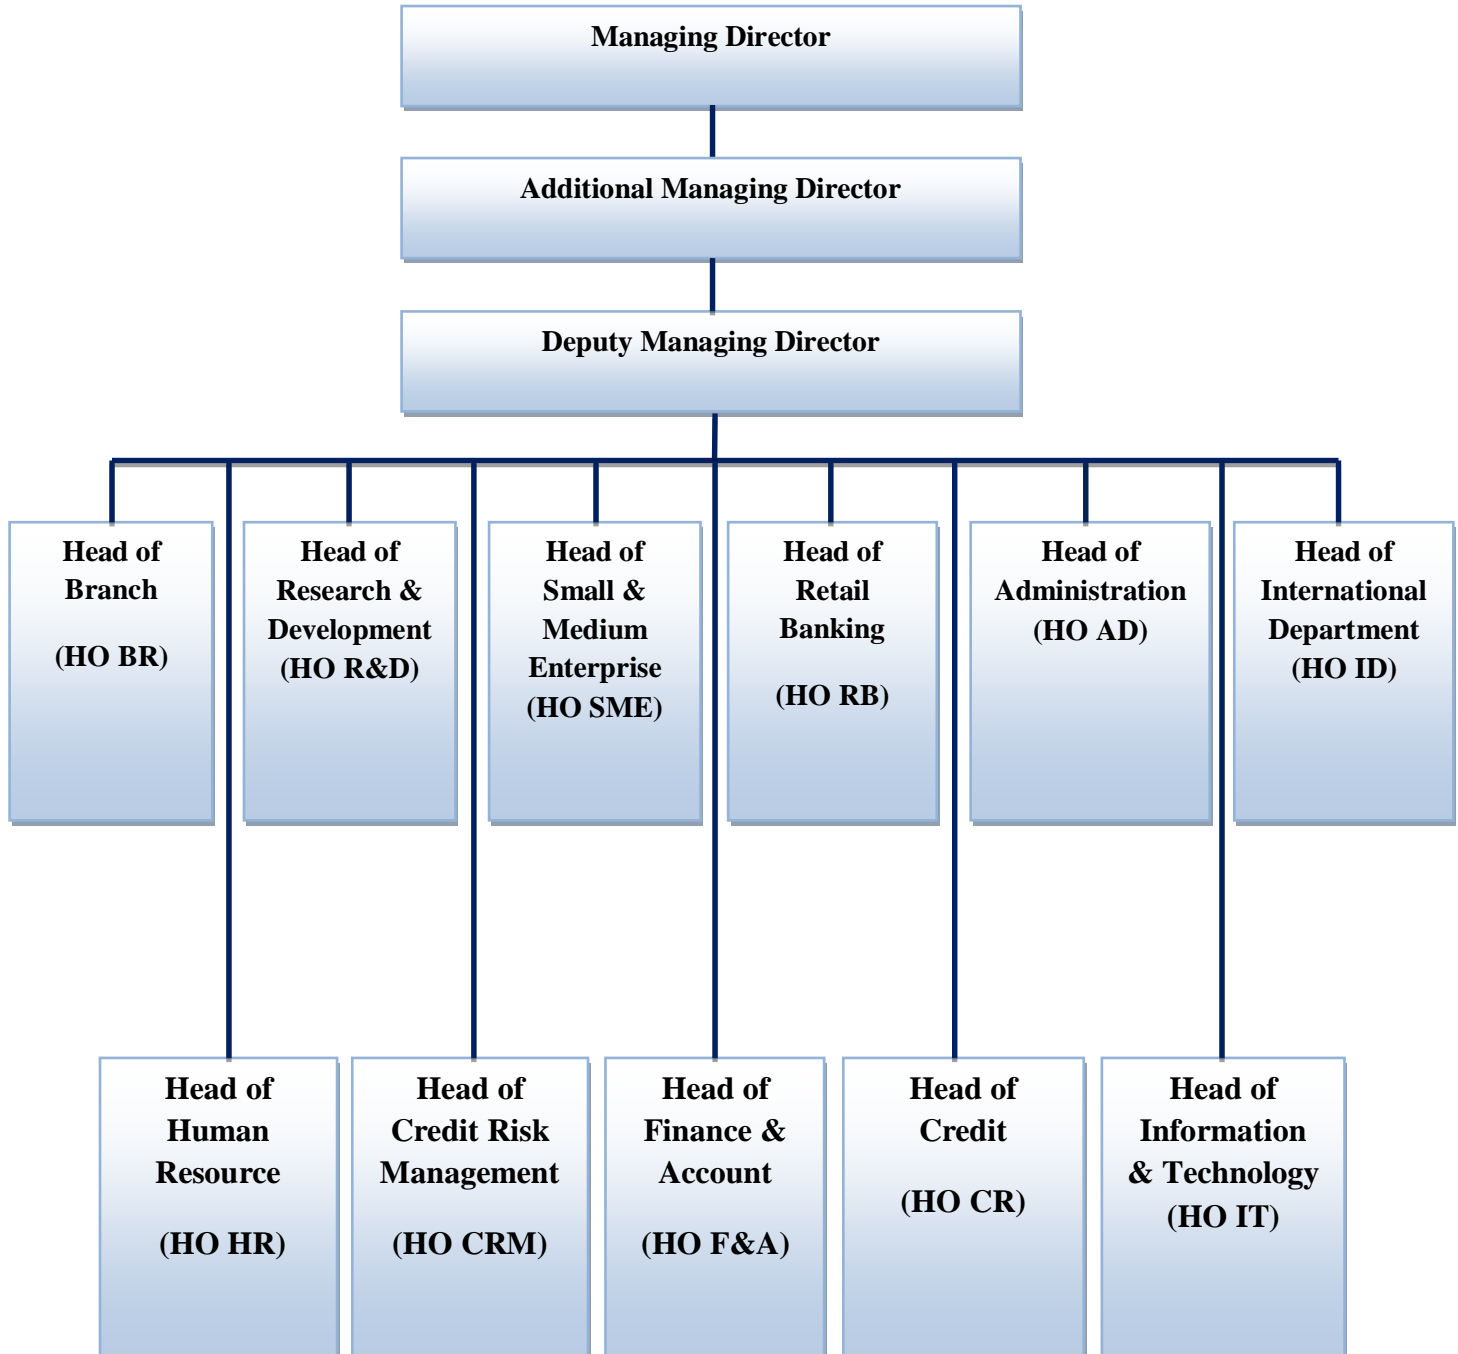 Managing Director
Additional Managing Director
Deputy Managing Director
Head of
Branch
(HO BR)
Head of
Research &
Development
(HO R&D)
Head of
Small &
Medium
Enterprise
(HO SME)
Head of
Retail
Banking
(HO RB)
Head of
Administration
(HO AD)
Head of
International
Department
(HO ID)
Head of
Human
Resource
(HO HR)
Head of
Credit Risk
Management
(HO CRM)
Head of
Finance &
Account
(HO F&A)
Head of
Credit
(HO CR)
Head of
Information
& Technology
(HO IT)